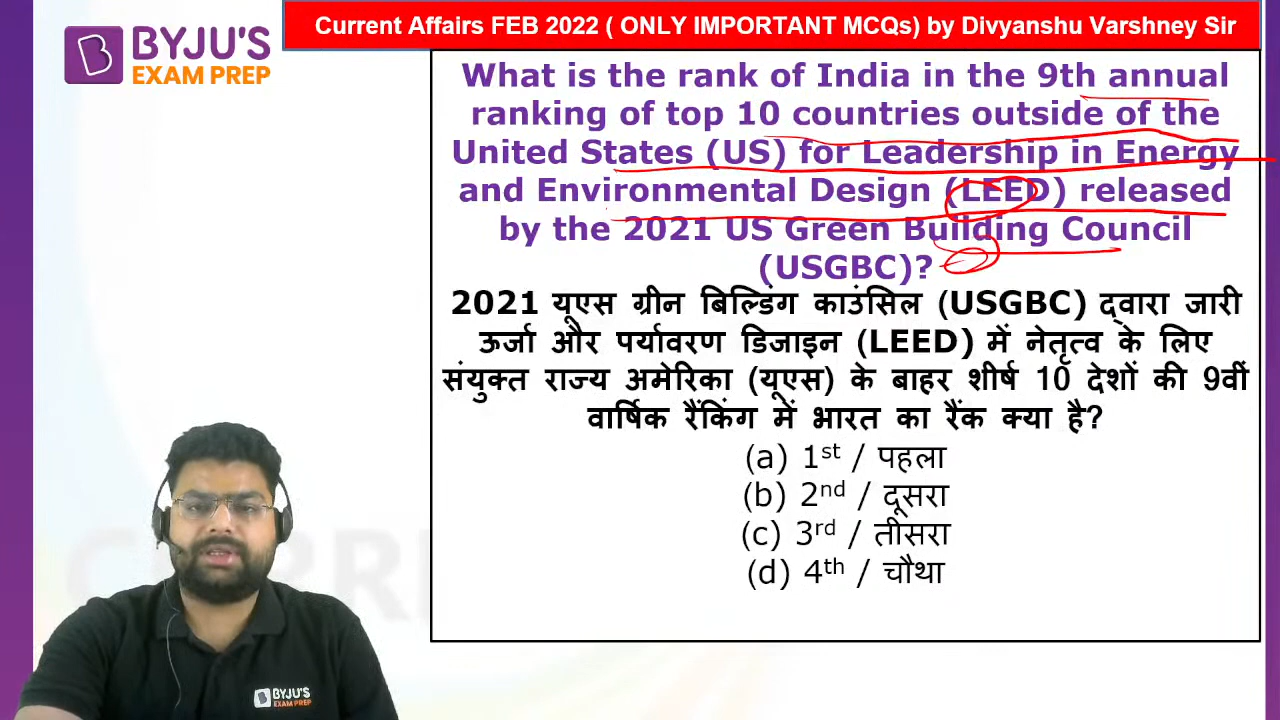 Current Affairs FEB 2022 ( ONLY IMPORTANT MCQs) by Divyanshu Varshney Sir
BYJU'S
EXAM PREP
What is the rank of India in the 9th annual
ranking of top 10 countries outside of the
United States (US) for Leadership in Energy
and Environmental Design (LEED) released
by the 2021 US Green Building Council
(USGBC)?
2021 यूएस ग्रीन बिल्डिंग काउंसिल (USGBC) द्वारा जारी
ऊर्जा और पर्यावरण डिजाइन (LEED) में नेतृत्व के लिए
संयुक्त राज्य अमेरिका (यूएस) के बाहर शीर्ष 10 देशों की 9वीं
वार्षिक रैंकिंग में भारत का रैंक क्या है?
(a) 1st / पहला
(b) 2nd / दूसरा
(c) 3rd / तीसरा
(d) 4th / चौथा
BYJU'S
EXAM PREP